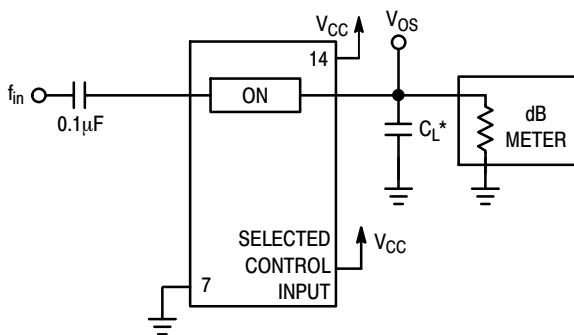 V_CC
V_OS
14
f_in
ON
0.1μF
C_L*
dB
METER
SELECTED
CONTROL
INPUT
V_CC
7